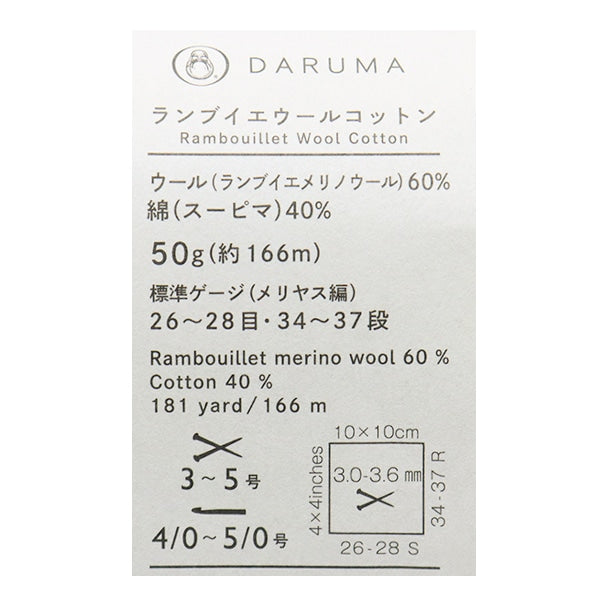 DARUMA
ランブイエウールコットン
Rambouillet Wool Cotton
ウール(ランブイエメリノウール)60%
綿(スーピマ)40%
50g(約166m)
標準ゲージ(メリヤス編)
26～28目・34～37段
Rambouillet merino wool 60 %
Cotton 40 %
181 yard/166 m
3～5号
4/0～5/0号
10×10cm
4×4inches
3.0-3.6 mm
34-37 R
26-28 S